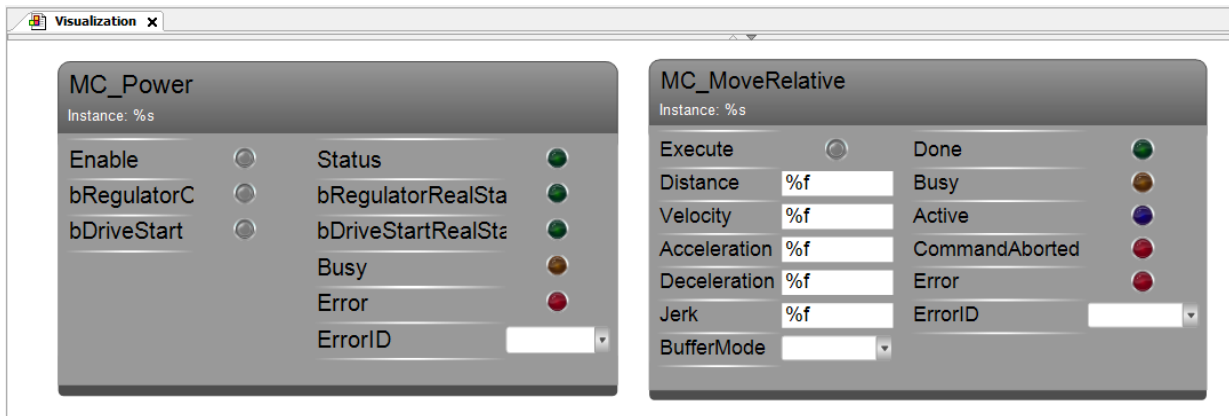 Visualization
MC_Power
Instance: %s
Enable
Status
bRegulatorC
bRegulatorRealSta
bDriveStart
bDriveStartRealSta
Busy
Error
ErrorID
MC_MoveRelative
Instance: %s
Execute
Done
Distance %f
Busy
Velocity %f
Active
Acceleration %f
CommandAborted
Deceleration %f
Error
Jerk %f
ErrorID
BufferMode